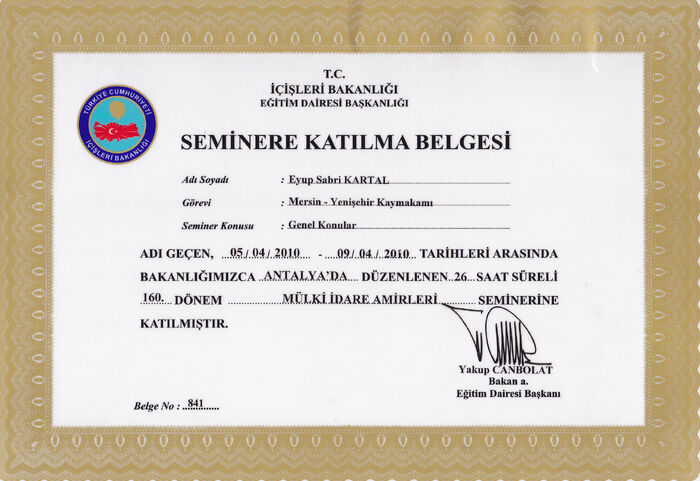 T.C.
İÇİŞLERİ BAKANLIĞI
EĞİTİM DAİRESİ BAŞKANLIĞI
TÜRKİYE CUMHURİYETİ
İÇİŞLERİ BAKANLIĞI
SEMİNERE KATILMA BELGESİ
Adı Soyadı : Eyup Sabri KARTAL
Görevi : Mersin - Yenişehir Kaymakamı
Seminer Konusu : Genel Konular
ADI GEÇEN, 05/04/2010 - 09/04/2010 TARİHLERİ ARASINDA
BAKANLIĞIMIZCA ANTALYA'DA DÜZENLENEN 26 SAAT SÜRELİ
160. DÖNEM MÜLKİ İDARE AMİRLERİ SEMİNERİNE
KATILMIŞTIR.
Yakup CANBOLAT
Bakan a.
Eğitim Dairesi Başkanı
Belge No : 841